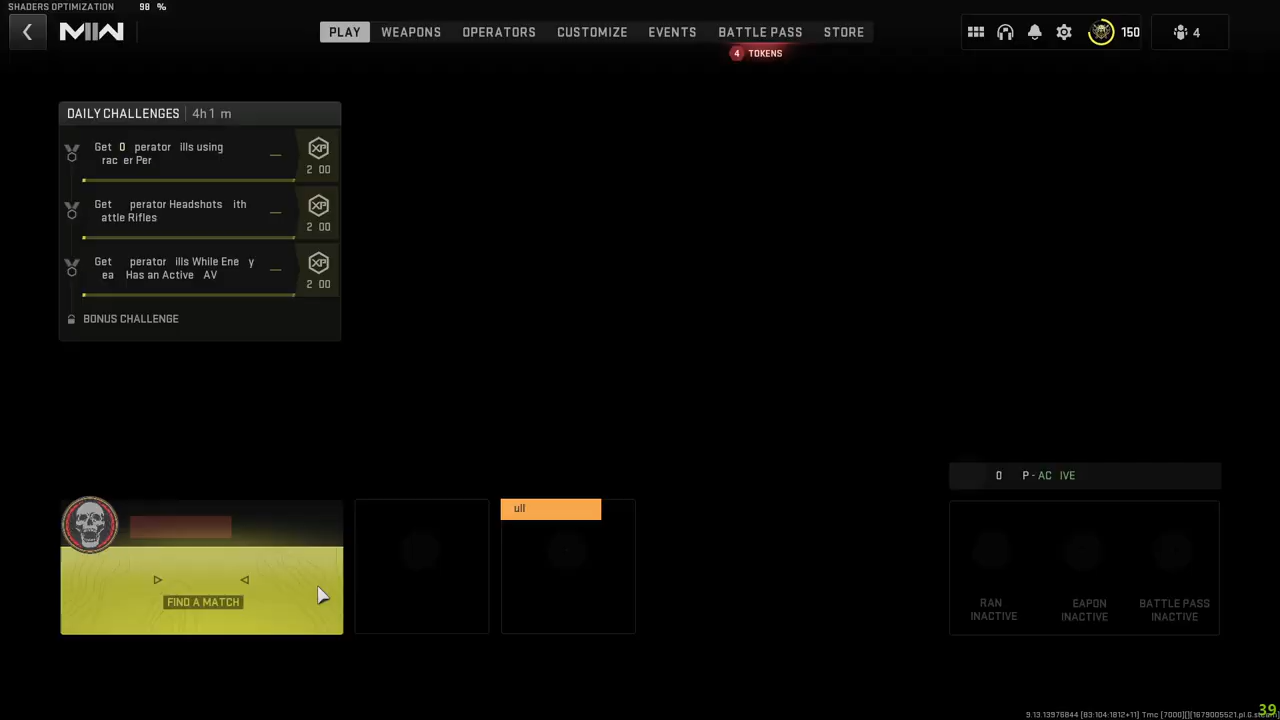 SHADERS OPTIMIZATION 98 %
MWII
PLAY WEAPONS OPERATORS CUSTOMIZE EVENTS BATTLE PASS STORE
150
4
4 TOKENS
DAILY CHALLENGES 4h1 m
Get 0 perator ills using
rac er Per
2 00
Get perator Headshots ith
attle Rifles
2 00
Get perator ills While Ene y
ea Has an Active AV
2 00
BONUS CHALLENGE
0 P - AC IVE
ull
FIND A MATCH
RAN
INACTIVE
EAPON
INACTIVE
BATTLE PASS
INACTIVE
39